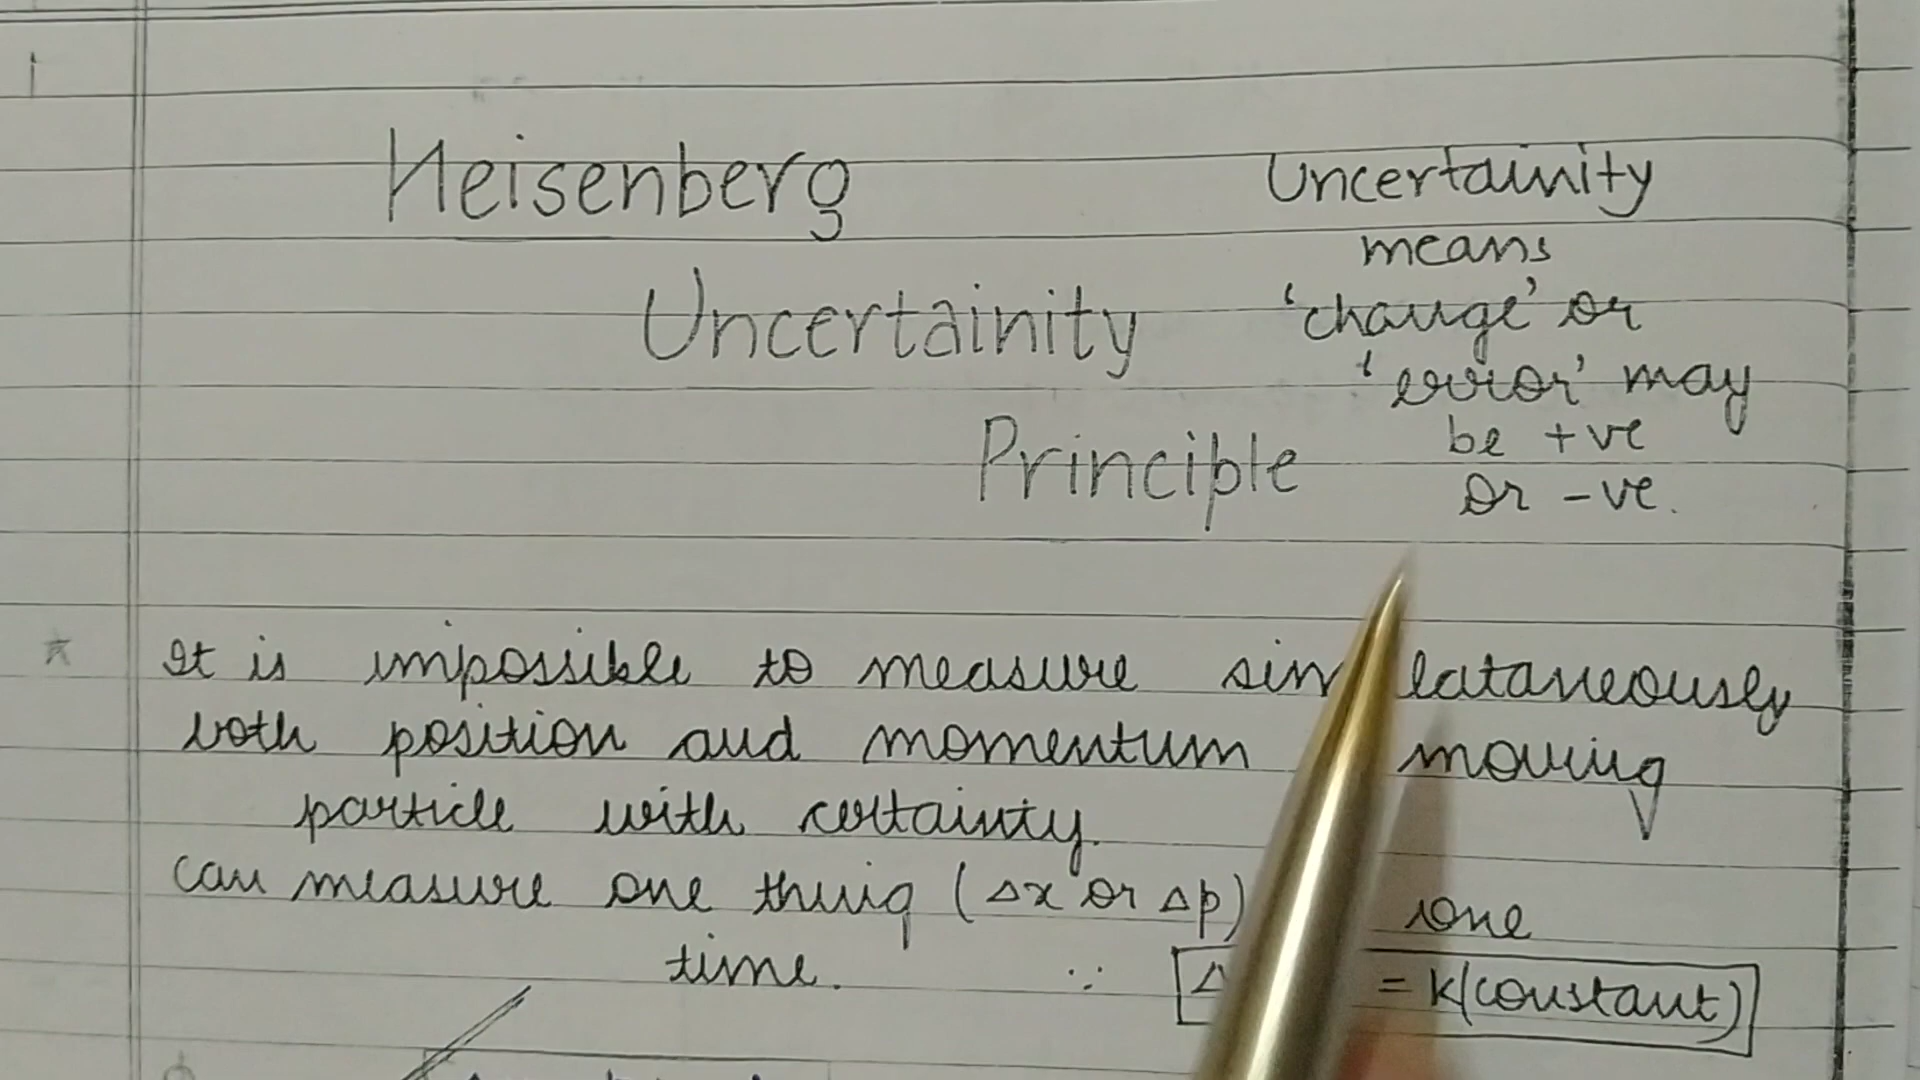 Heisenberg
Uncertainity
Principle
Uncertainity
means
'change' or
'error' may
be +ve
or -ve.
It is impossible to measure
both position and momentum moving
particle with certainty.
can measure one thing (Δx or Δp) one
time. ∵ Δ = k(constant)